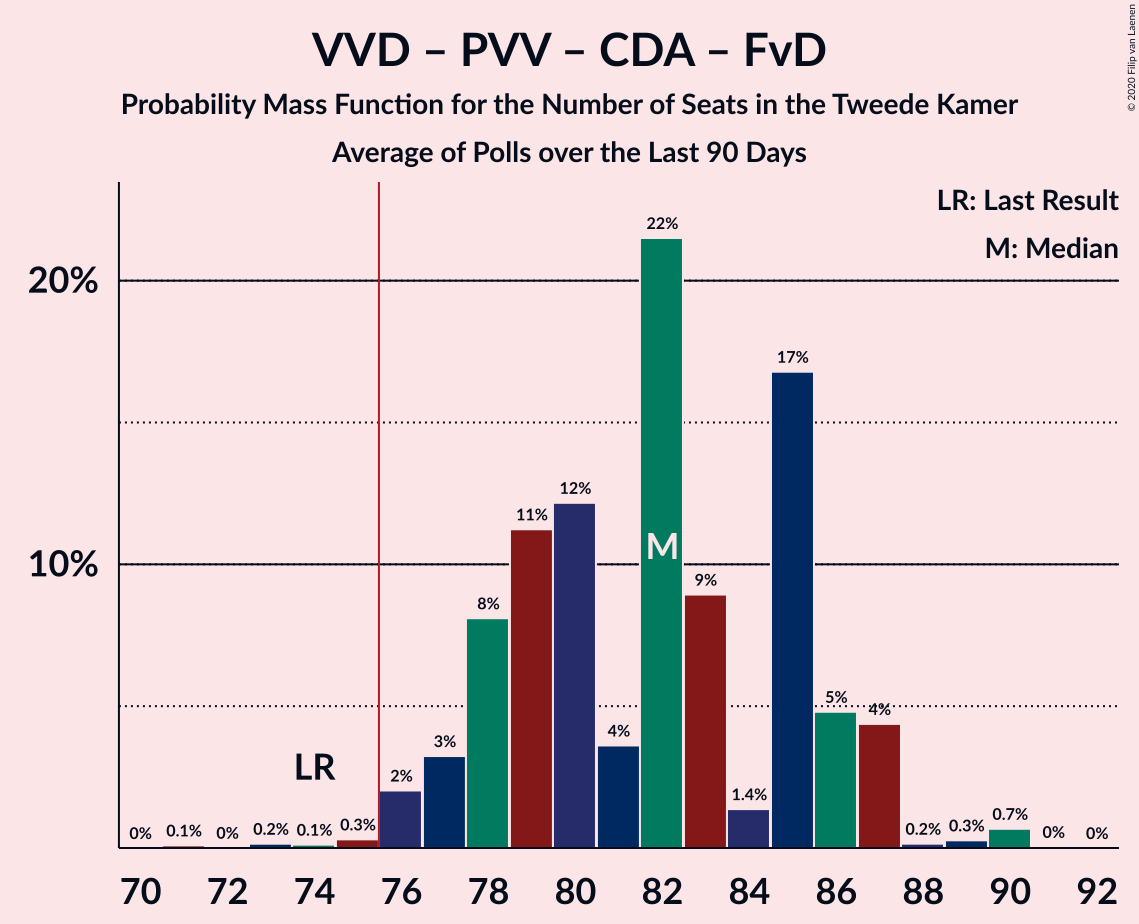 VVD – PVV – CDA – FvD
Probability Mass Function for the Number of Seats in the Tweede Kamer
Average of Polls over the Last 90 Days
© 2020 Filip van Laenen
LR: Last Result
M: Median
20%
10%
0%
0.1%
0%
0.2%
0.1%
0.3%
2%
3%
8%
11%
12%
4%
22%
9%
1.4%
17%
5%
4%
0.2%
0.3%
0.7%
0%
0%
LR
M
70 72 74 76 78 80 82 84 86 88 90 92